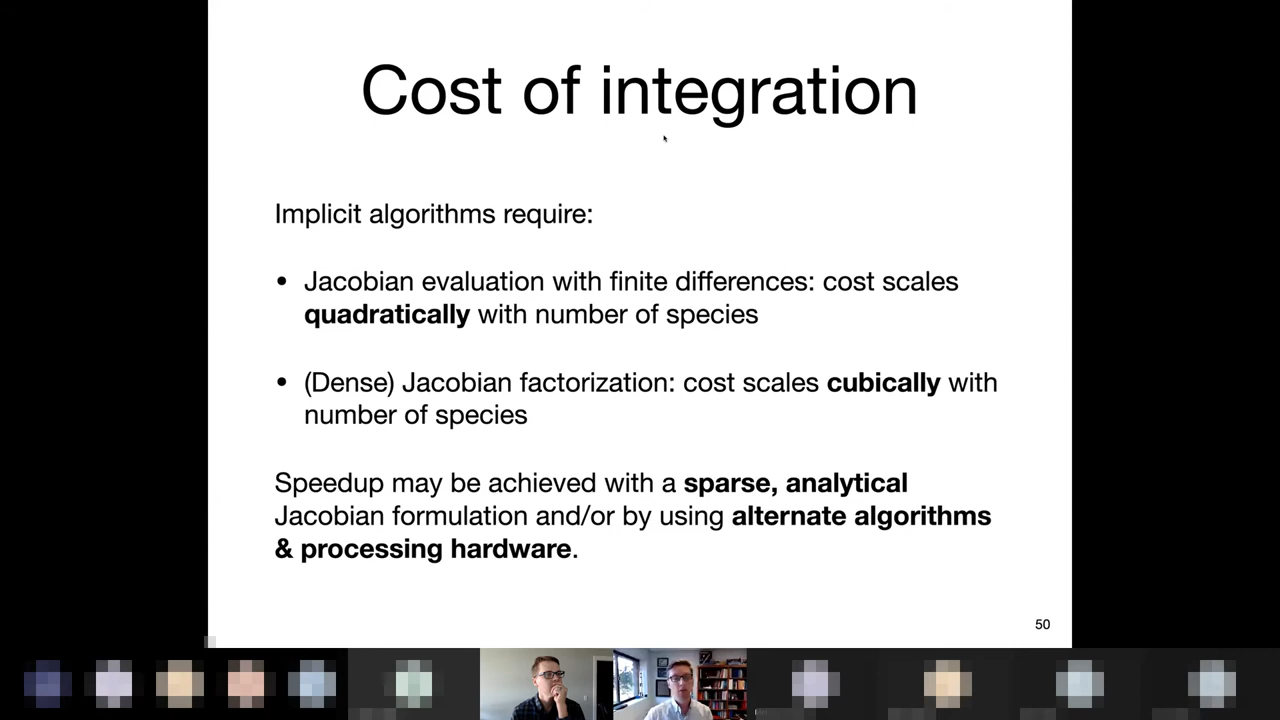 Cost of integration
Implicit algorithms require:
• Jacobian evaluation with finite differences: cost scales
quadratically with number of species
• (Dense) Jacobian factorization: cost scales cubically with
number of species
Speedup may be achieved with a sparse, analytical
Jacobian formulation and/or by using alternate algorithms
& processing hardware.
50